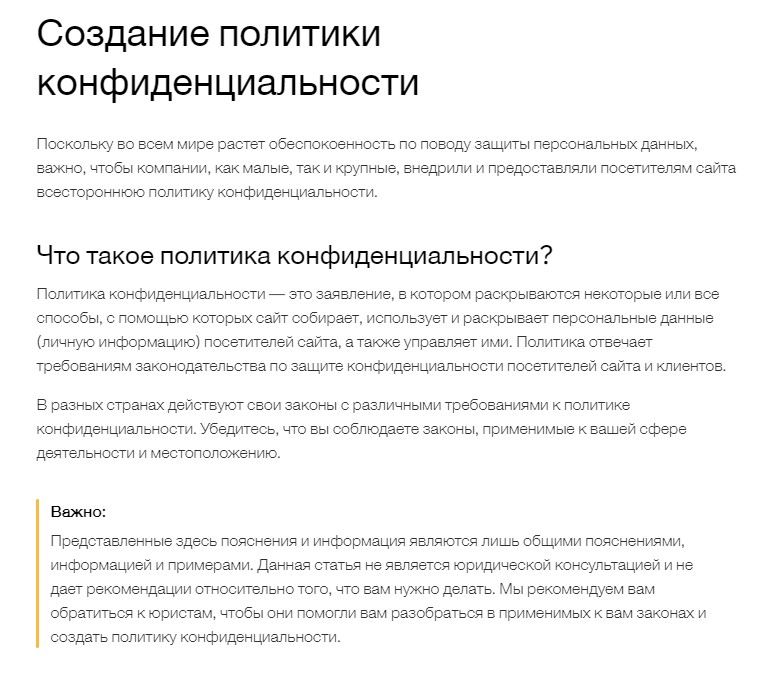 Создание политики
конфиденциальности
Поскольку во всем мире растет обеспокоенность по поводу защиты персональных данных,
важно, чтобы компании, как малые, так и крупные, внедрили и предоставляли посетителям сайта
всестороннюю политику конфиденциальности.
Что такое политика конфиденциальности?
Политика конфиденциальности — это заявление, в котором раскрываются некоторые или все
способы, с помощью которых сайт собирает, использует и раскрывает персональные данные
(личную информацию) посетителей сайта, а также управляет ими. Политика отвечает
требованиям законодательства по защите конфиденциальности посетителей сайта и клиентов.
В разных странах действуют свои законы с различными требованиями к политике
конфиденциальности. Убедитесь, что вы соблюдаете законы, применимые к вашей сфере
деятельности и местоположению.
Важно:
Представленные здесь пояснения и информация являются лишь общими пояснениями,
информацией и примерами. Данная статья не является юридической консультацией и не
дает рекомендации относительно того, что вам нужно делать. Мы рекомендуем вам
обратиться к юристам, чтобы они помогли вам разобраться в применимых к вам законах и
создать политику конфиденциальности.